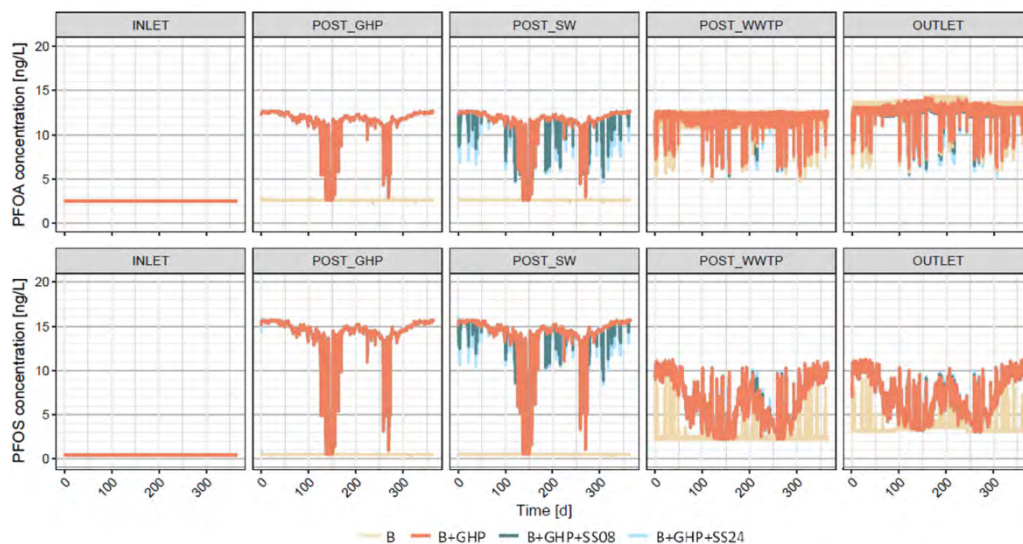 INLET POST_GHP POST_SW POST_WWTP OUTLET
PFOA concentration [ng/L]
20
15
10
5
0
INLET POST_GHP POST_SW POST_WWTP OUTLET
PFOS concentration [ng/L]
20
15
10
5
0
0 100 200 300 0 100 200 300 0 100 200 300 0 100 200 300 0 100 200 300
Time [d]
B B+GHP B+GHP+SS08 B+GHP+SS24